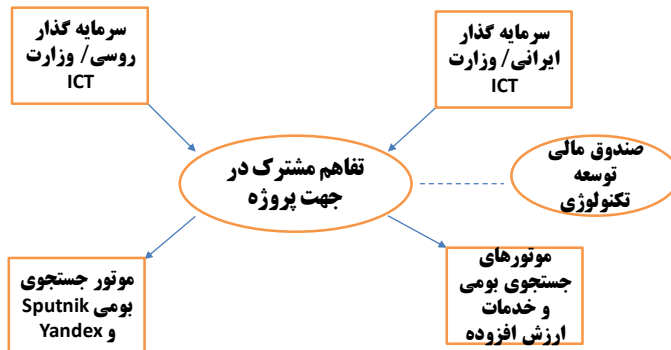 سرمایه گذار
ایرانی/ وزارت
ICT
سرمایه گذار
روسی/ وزارت
ICT
صندوق مالی
توسعه
تکنولوژی
تفاهم مشترک در
جهت پروژه
موتورهای
جستجوی بومی
و خدمات
ارزش افزوده
موتور جستجوی
بومی Sputnik
و Yandex